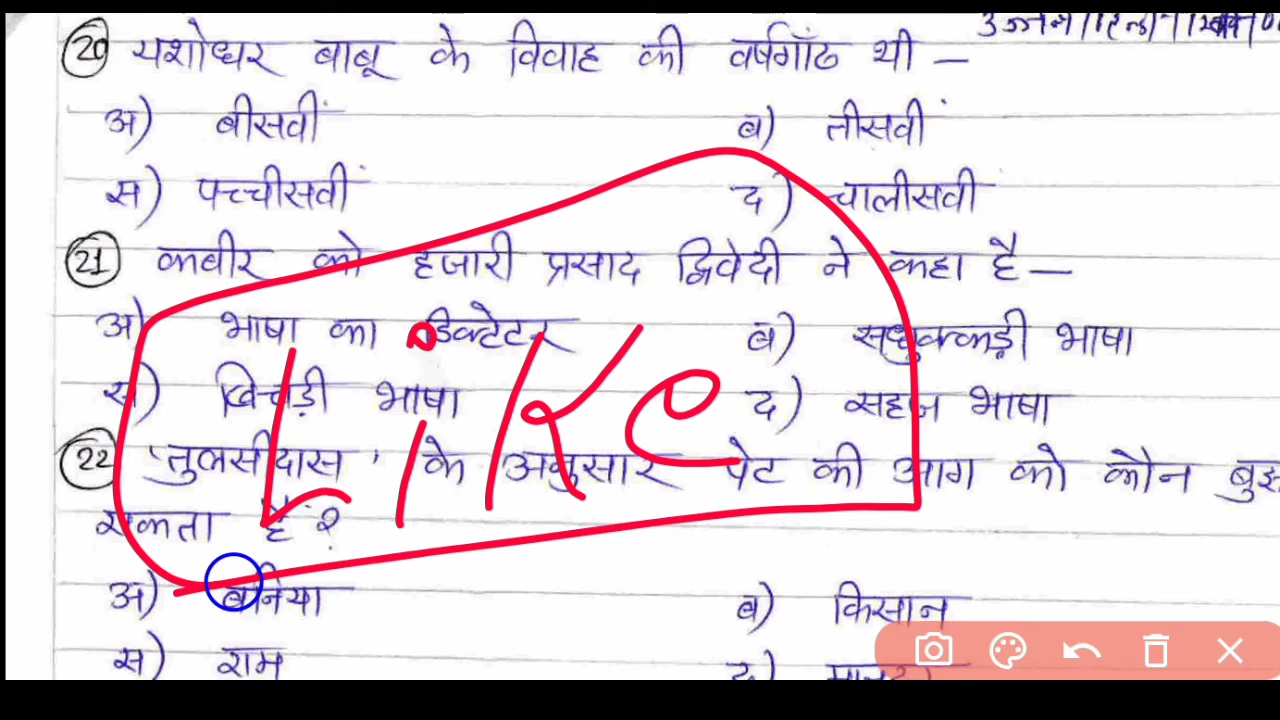 20 यशोधर बाबू के विवाह की वर्षगाँठ थी —
अ) बीसवीं ब) तीसवीं
स) पच्चीसवीं द) चालीसवीं
21 कबीर को हजारी प्रसाद द्विवेदी ने कहा है —
अ) भाषा का डिक्टेटर ब) सधुक्कड़ी भाषा
स) खिचड़ी भाषा द) सहज भाषा
Like
22 'तुलसीदास' के अनुसार पेट की आग को कौन
सकता है?
अ) बनिया ब) किसान
स) राम द)